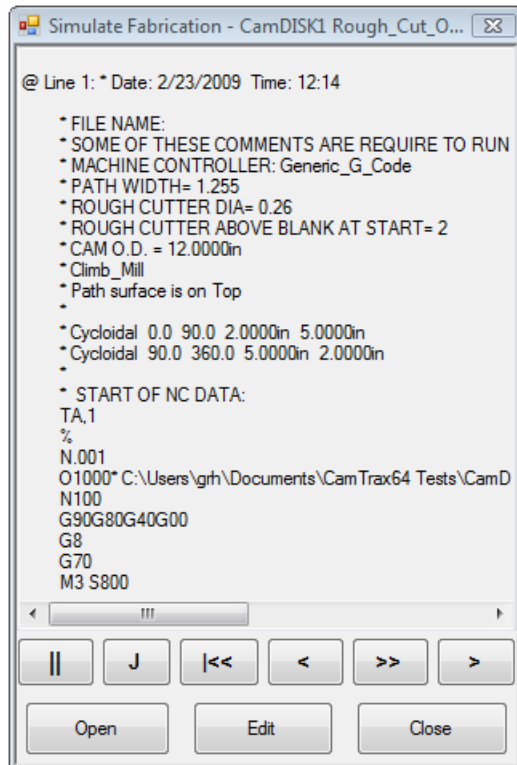 Simulate Fabrication - CamDISK1 Rough_Cut_O...
@ Line 1: * Date: 2/23/2009 Time: 12:14
* FILE NAME:
* SOME OF THESE COMMENTS ARE REQUIRE TO RUN
* MACHINE CONTROLLER: Generic_G_Code
* PATH WIDTH= 1.255
* ROUGH CUTTER DIA= 0.26
* ROUGH CUTTER ABOVE BLANK AT START= 2
* CAM O.D. = 12.0000in
* Climb_Mill
* Path surface is on Top
*
* Cycloidal 0.0 90.0 2.0000in 5.0000in
* Cycloidal 90.0 360.0 5.0000in 2.0000in
*
* START OF NC DATA:
TA,1
%
N.001
O1000* C:\Users\grh\Documents\CamTrax64 Tests\CamD
N100
G90G80G40G00
G8
G70
M3 S800
|| J |<< < >> >
Open Edit Close